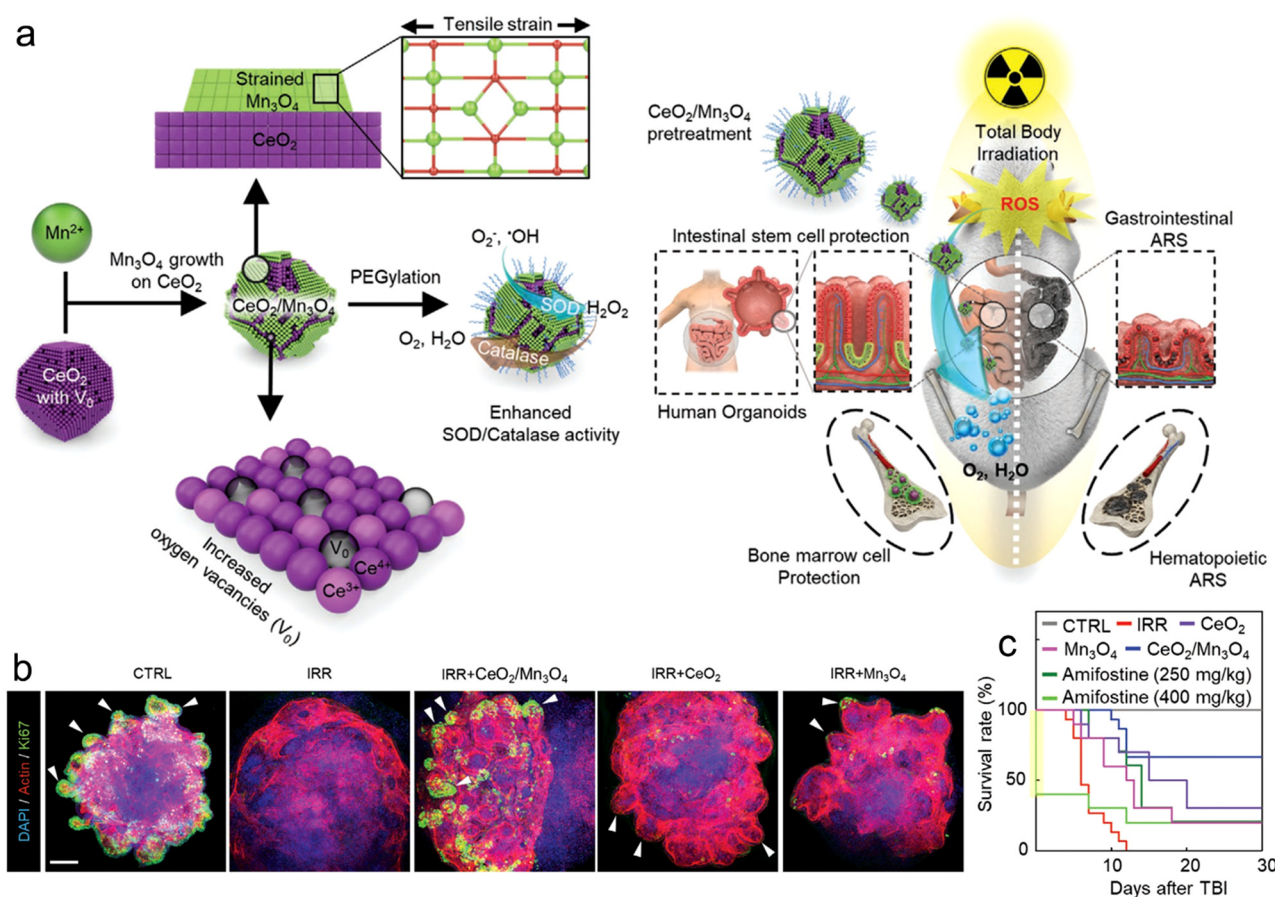 a
Tensile strain
Strained
Mn₃O₄
CeO₂
Mn²⁺
Mn₃O₄ growth
on CeO₂
CeO₂
with V₀
CeO₂/Mn₃O₄
PEGylation
O₂⁻, ˙OH
SOD
H₂O₂
O₂, H₂O
Catalase
Enhanced
SOD/Catalase activity
V₀
Ce⁴⁺
Ce³⁺
Increased
oxygen vacancies (V₀)
CeO₂/Mn₃O₄
pretreatment
Total Body
Irradiation
ROS
Intestinal stem cell protection
Gastrointestinal
ARS
Human Organoids
O₂, H₂O
Bone marrow cell
Protection
Hematopoietic
ARS
b
CTRL
IRR
IRR+CeO₂/Mn₃O₄
IRR+CeO₂
IRR+Mn₃O₄
DAPI / Actin / Ki67
c
CTRL IRR CeO₂
Mn₃O₄ CeO₂/Mn₃O₄
Amifostine (250 mg/kg)
Amifostine (400 mg/kg)
Survival rate (%)
100
50
0
10 20 30
Days after TBI